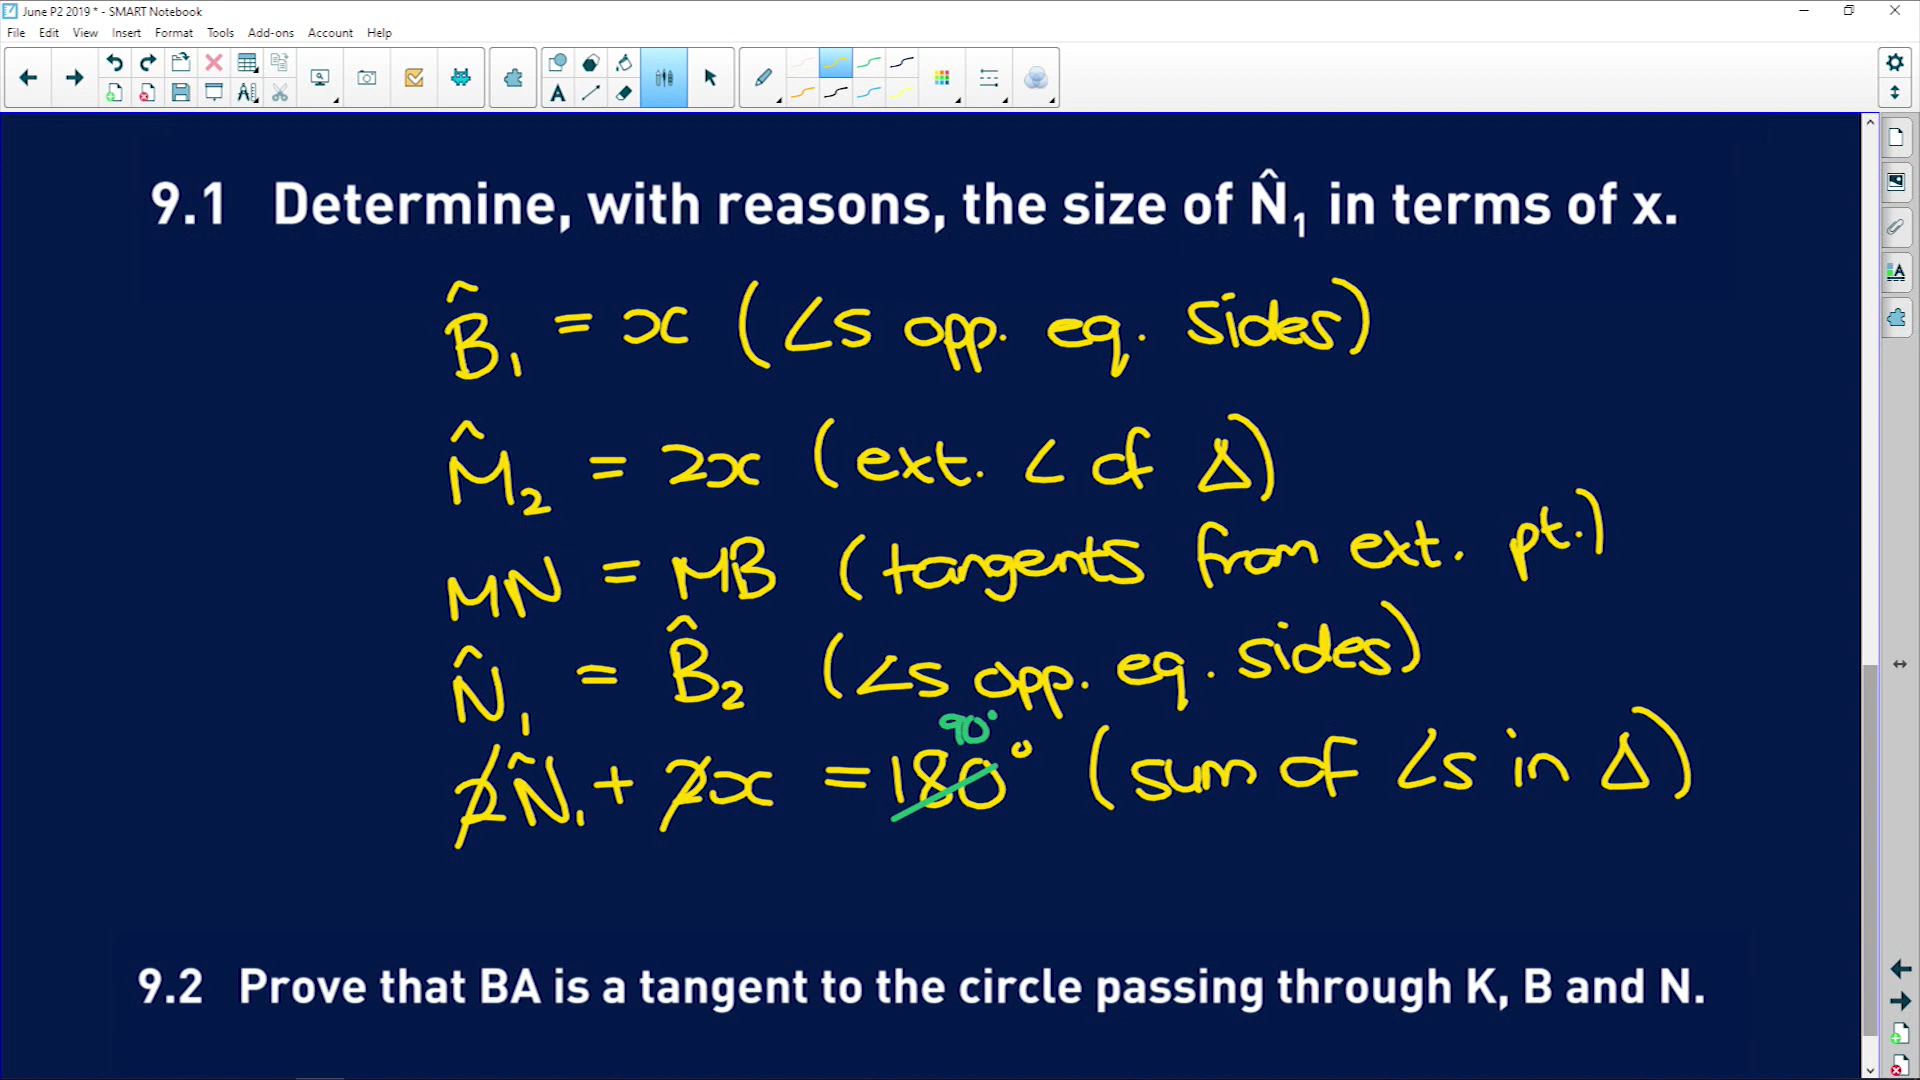 June P2 2019 * - SMART Notebook
File Edit View Insert Format Tools Add-ons Account Help
9.1 Determine, with reasons, the size of N̂₁ in terms of x.
B̂₁ = x (∠s opp. eq. sides)
M̂₂ = 2x (ext. ∠ of Δ)
MN = MB (tangents from ext. pt.)
N̂₁ = B̂₂ (∠s opp. eq. sides)
90°
2N̂₁ + 2x = 180° (sum of ∠s in Δ)
9.2 Prove that BA is a tangent to the circle passing through K, B and N.